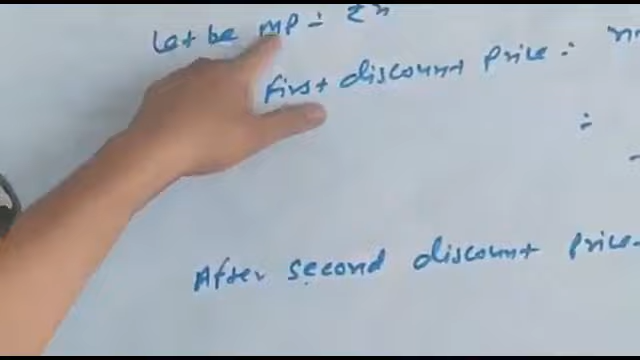 Let be MP = ₹x
First discount price = x-
=
After second discount price